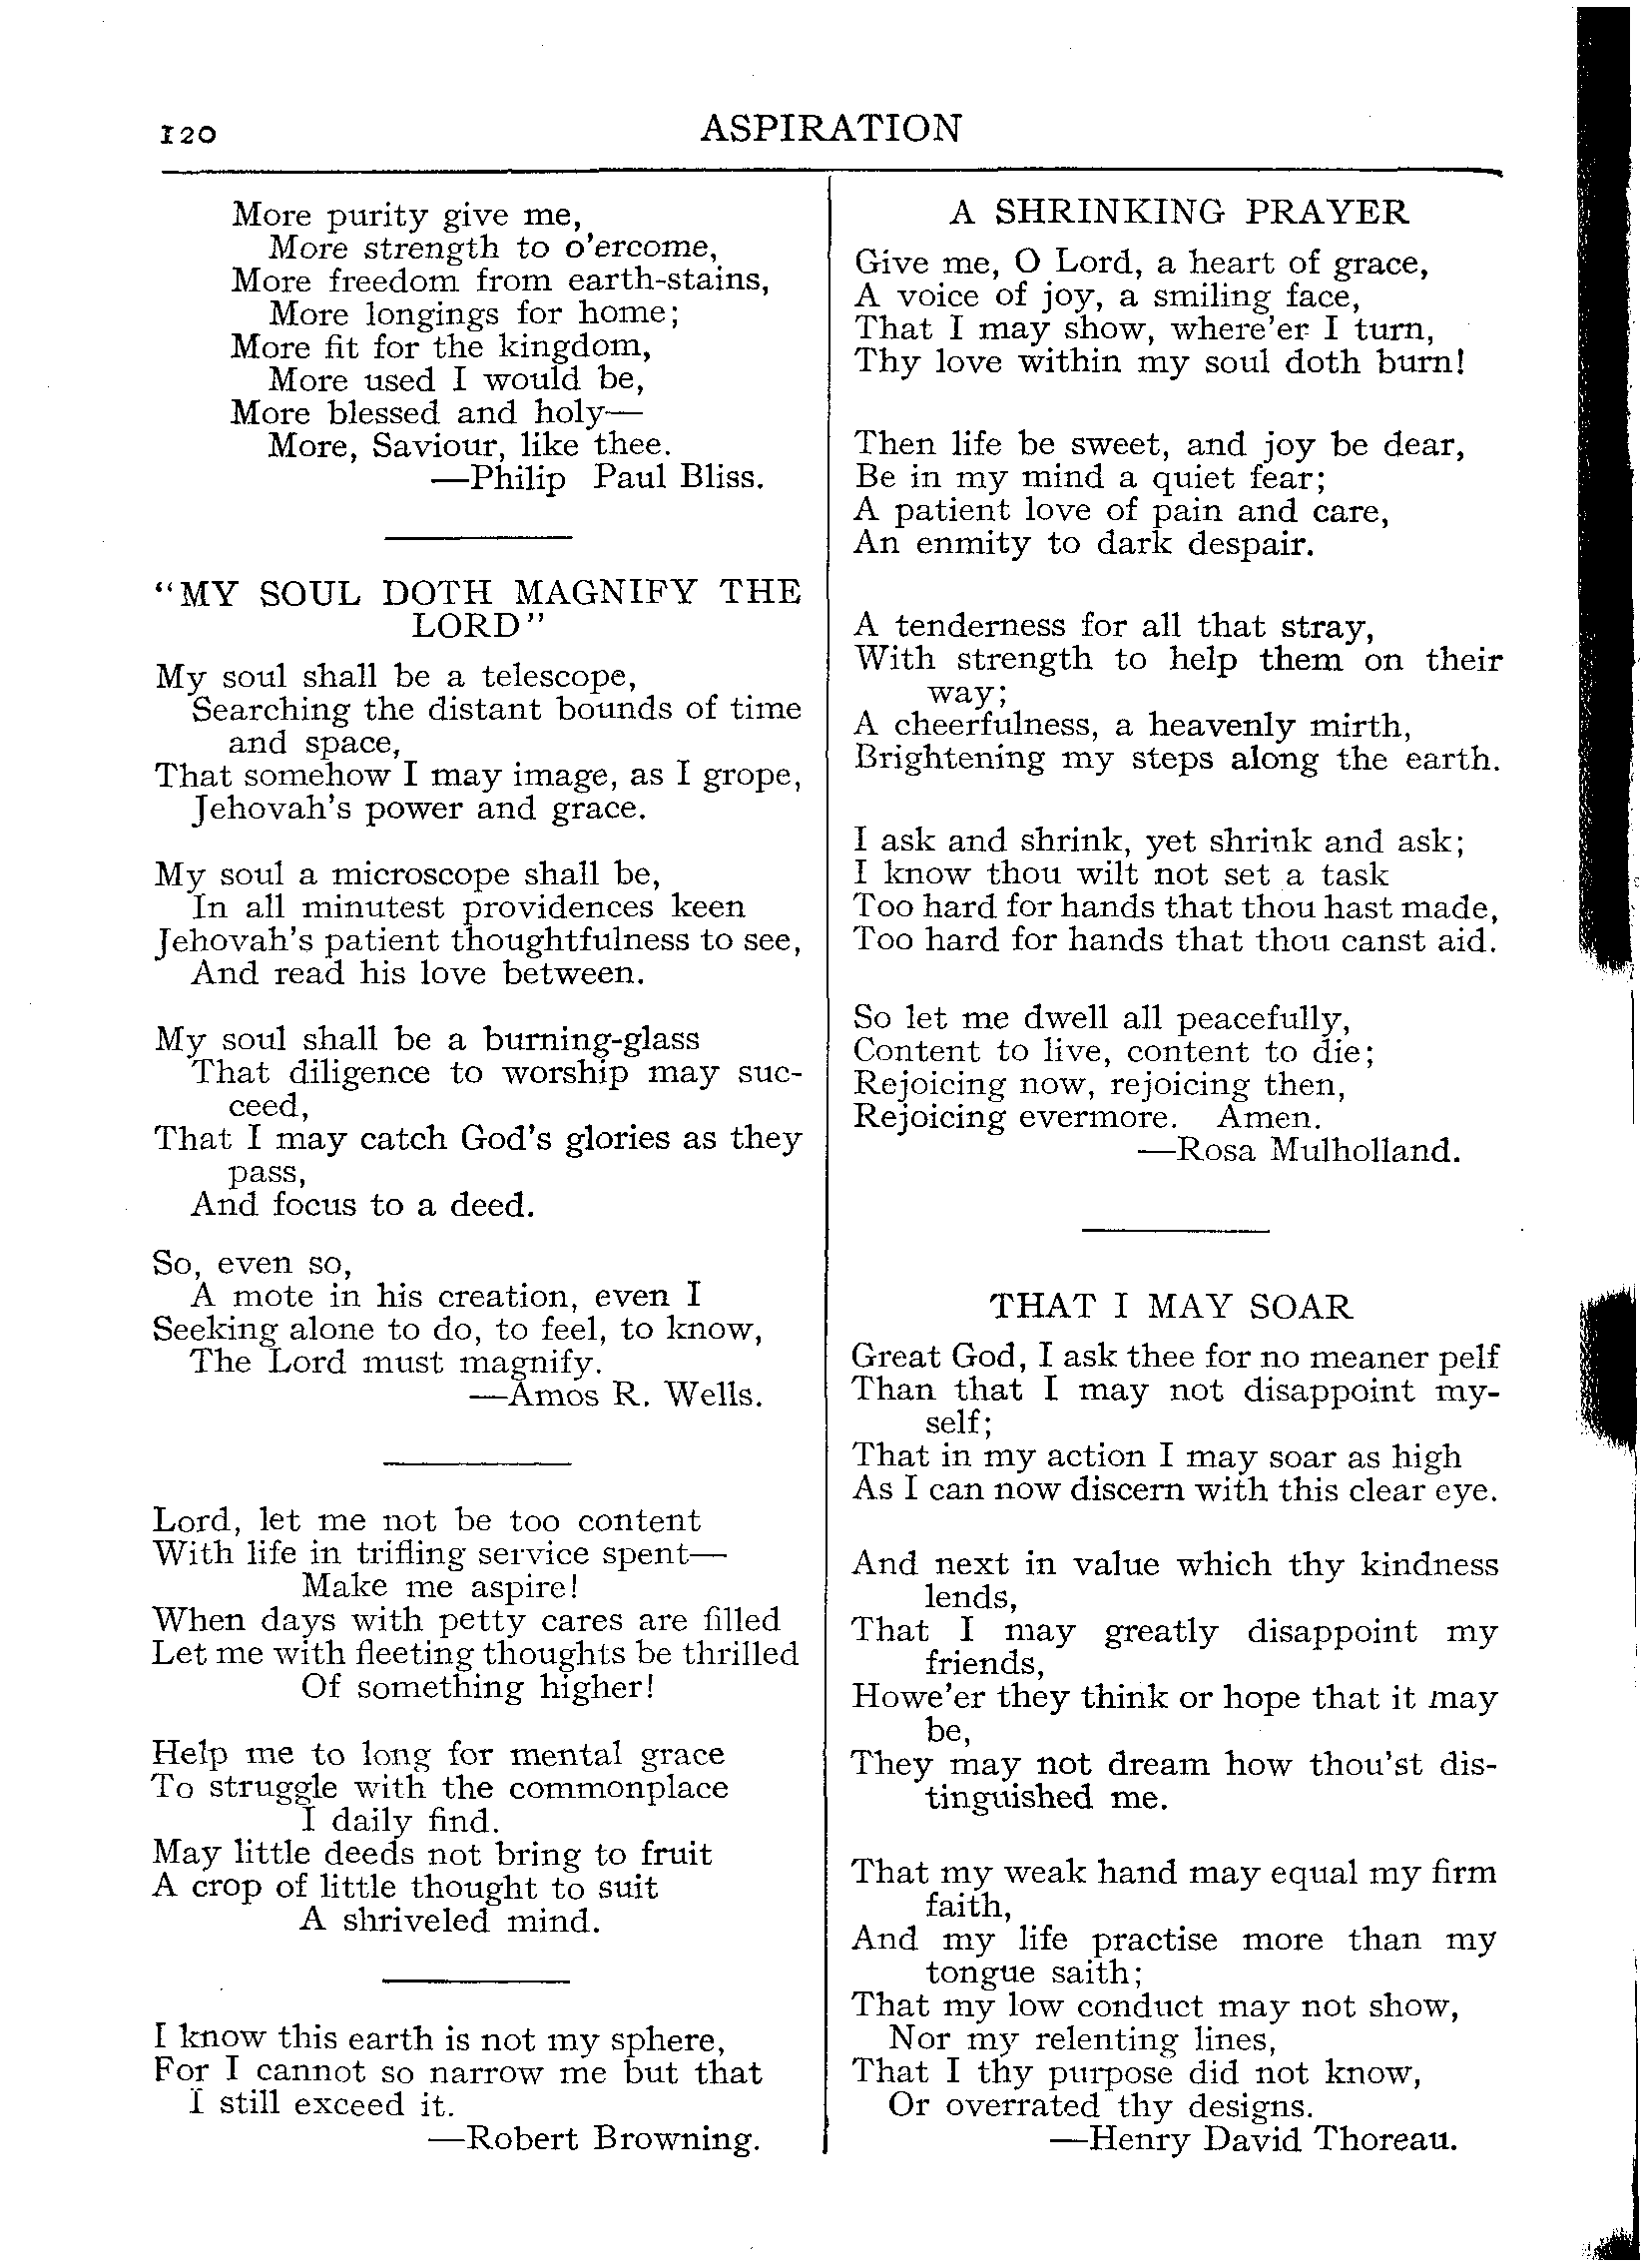 120
ASPIRATION
More purity give me,
More strength to o'ercome,
More freedom from earth-stains,
More longings for home;
More fit for the kingdom,
More used I would be,
More blessed and holy—
More, Saviour, like thee.
—Philip Paul Bliss.
"MY SOUL DOTH MAGNIFY THE
LORD"
My soul shall be a telescope,
Searching the distant bounds of time
and space,
That somehow I may image, as I grope,
Jehovah's power and grace.
My soul a microscope shall be,
In all minutest providences keen
Jehovah's patient thoughtfulness to see,
And read his love between.
My soul shall be a burning-glass
That diligence to worship may suc-
ceed,
That I may catch God's glories as they
pass,
And focus to a deed.
So, even so,
A mote in his creation, even I
Seeking alone to do, to feel, to know,
The Lord must magnify.
—Amos R. Wells.
Lord, let me not be too content
With life in trifling service spent—
Make me aspire!
When days with petty cares are filled
Let me with fleeting thoughts be thrilled
Of something higher!
Help me to long for mental grace
To struggle with the commonplace
I daily find.
May little deeds not bring to fruit
A crop of little thought to suit
A shriveled mind.
I know this earth is not my sphere,
For I cannot so narrow me but that
I still exceed it.
—Robert Browning.
A SHRINKING PRAYER
Give me, O Lord, a heart of grace,
A voice of joy, a smiling face,
That I may show, where'er I turn,
Thy love within my soul doth burn!
Then life be sweet, and joy be dear,
Be in my mind a quiet fear;
A patient love of pain and care,
An enmity to dark despair.
A tenderness for all that stray,
With strength to help them on their
way;
A cheerfulness, a heavenly mirth,
Brightening my steps along the earth.
I ask and shrink, yet shrink and ask;
I know thou wilt not set a task
Too hard for hands that thou hast made,
Too hard for hands that thou canst aid.
So let me dwell all peacefully,
Content to live, content to die;
Rejoicing now, rejoicing then,
Rejoicing evermore. Amen.
—Rosa Mulholland.
THAT I MAY SOAR
Great God, I ask thee for no meaner pelf
Than that I may not disappoint my-
self;
That in my action I may soar as high
As I can now discern with this clear eye.
And next in value which thy kindness
lends,
That I may greatly disappoint my
friends,
Howe'er they think or hope that it may
be,
They may not dream how thou'st dis-
tinguished me.
That my weak hand may equal my firm
faith,
And my life practise more than my
tongue saith;
That my low conduct may not show,
Nor my relenting lines,
That I thy purpose did not know,
Or overrated thy designs.
—Henry David Thoreau.